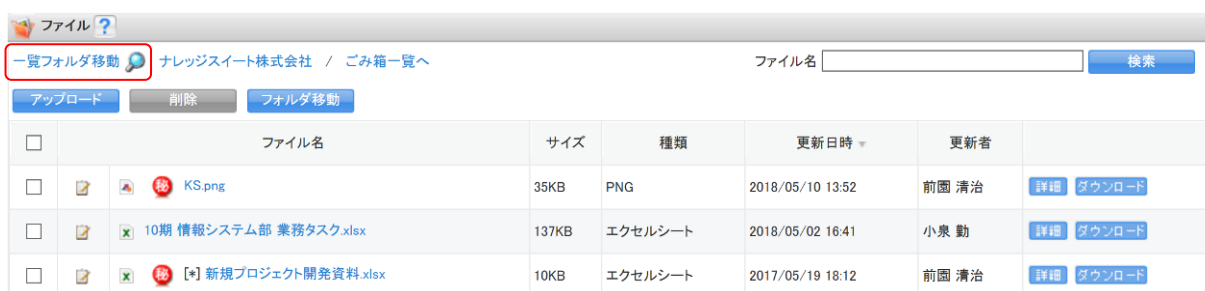 ファイル ?
一覧フォルダ移動 ナレッジスイート株式会社 / ごみ箱一覧へ ファイル名 検索
アップロード 削除 フォルダ移動
ファイル名 サイズ 種類 更新日時 更新者
秘 KS.png 35KB PNG 2018/05/10 13:52 前園 清治 詳細 ダウンロード
10期 情報システム部 業務タスク.xlsx 137KB エクセルシート 2018/05/02 16:41 小泉 勤 詳細 ダウンロード
秘 [*] 新規プロジェクト開発資料.xlsx 10KB エクセルシート 2017/05/19 18:12 前園 清治 詳細 ダウンロード